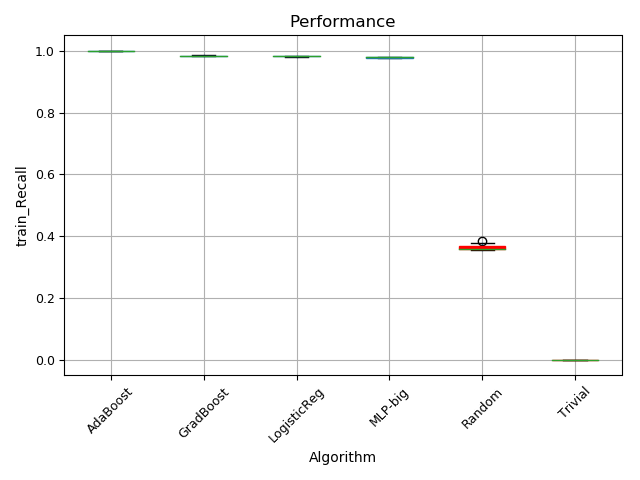 Performance
1.0
0.8
0.6
0.4
0.2
0.0
train_Recall
AdaBoost
GradBoost
LogisticReg
MLP-big
Random
Trivial
Algorithm